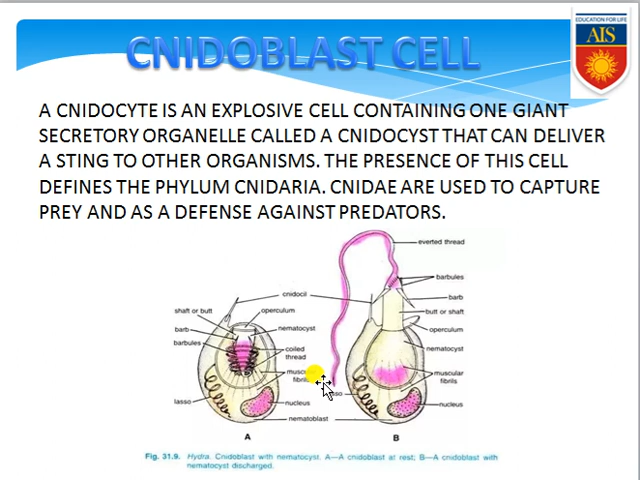 EDUCATION FOR LIFE
AIS
CNIDOBLAST CELL
A CNIDOCYTE IS AN EXPLOSIVE CELL CONTAINING ONE GIANT
SECRETORY ORGANELLE CALLED A CNIDOCYST THAT CAN DELIVER
A STING TO OTHER ORGANISMS. THE PRESENCE OF THIS CELL
DEFINES THE PHYLUM CNIDARIA. CNIDAE ARE USED TO CAPTURE
PREY AND AS A DEFENSE AGAINST PREDATORS.
everted thread
barbules
cnidocil
barb
shaft or butt
operculum
butt or shaft
barb
nematocyst
operculum
barbules
coiled
thread
nematocyst
muscular
fibrils
lasso
nucleus
nematoblast
nucleus
A
B
Fig. 31.9. Hydra. Cnidoblast with nematocyst. A—A cnidoblast at rest; B—A cnidoblast with
nematocyst discharged.